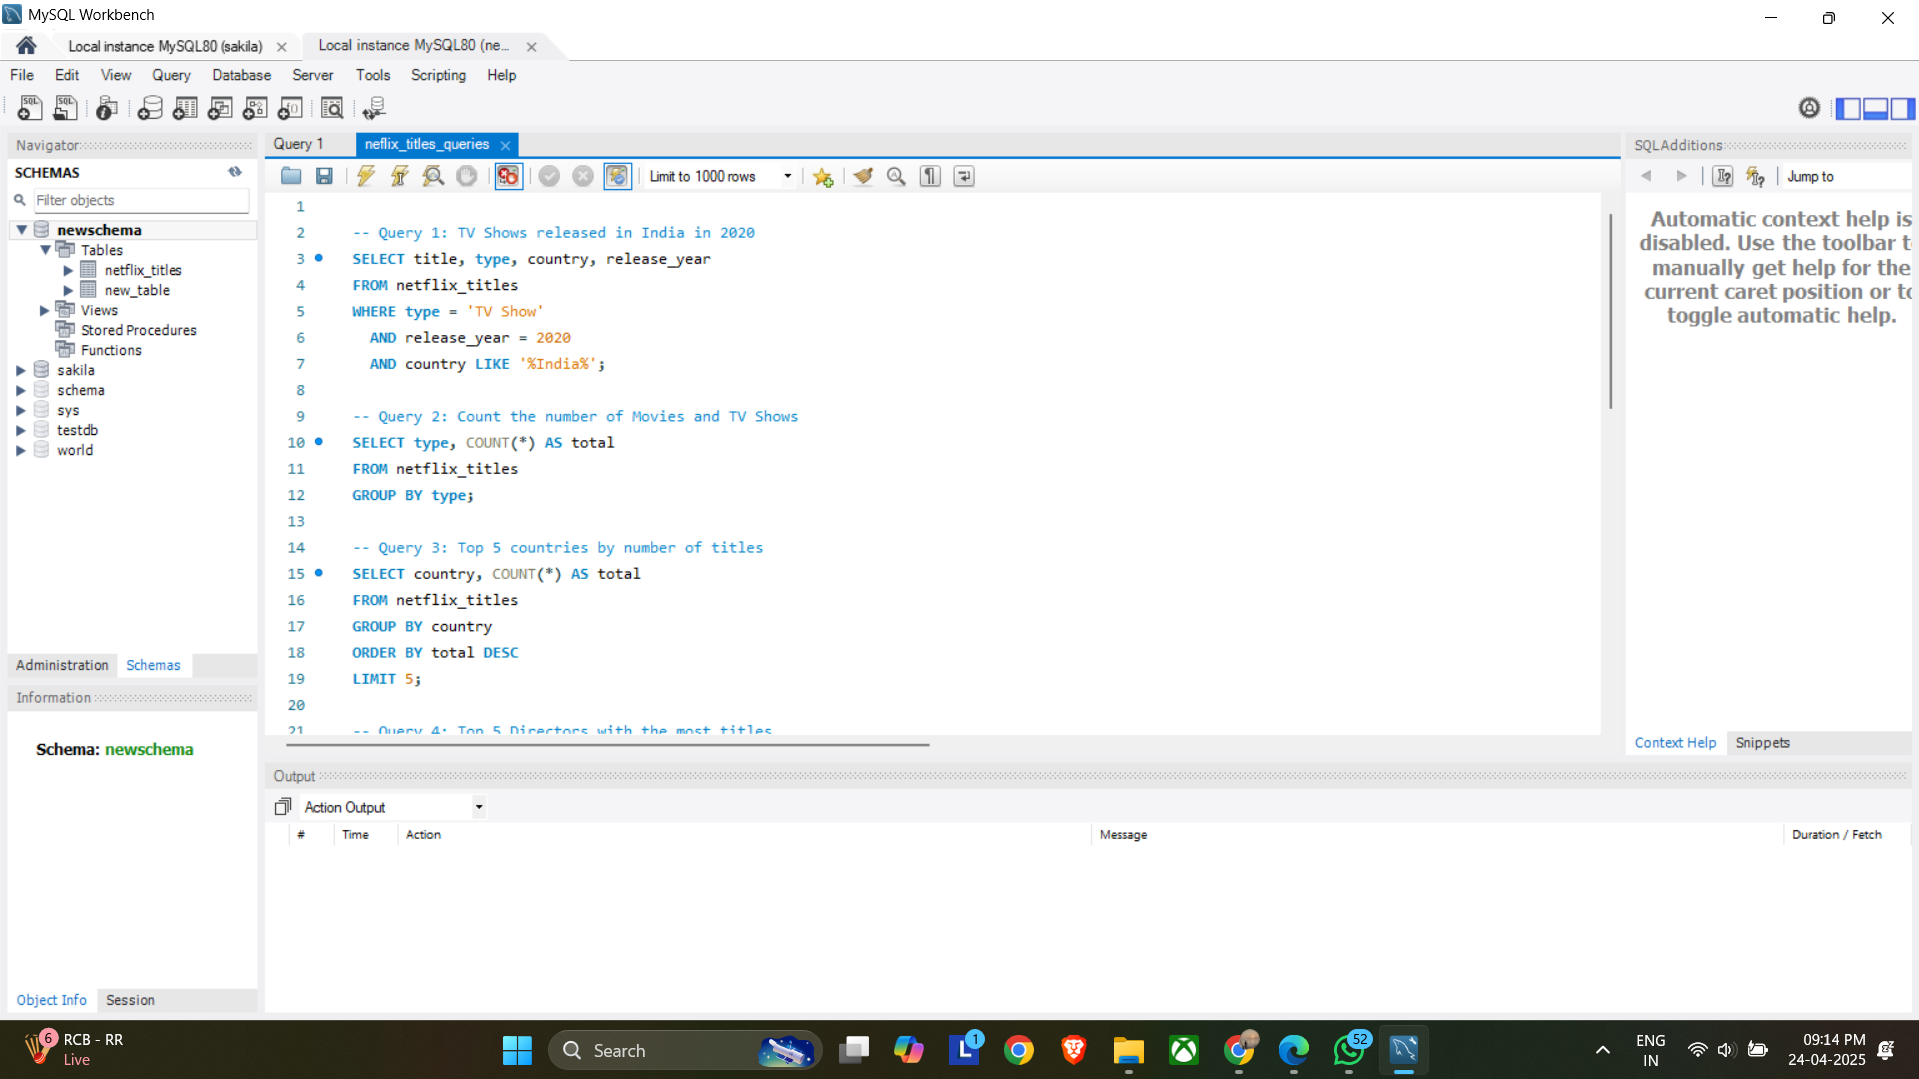 MySQL Workbench
Local instance MySQL80 (sakila)
Local instance MySQL80 (ne...
File Edit View Query Database Server Tools Scripting Help
Navigator
SCHEMAS
Filter objects
newschema
Tables
netflix_titles
new_table
Views
Stored Procedures
Functions
sakila
schema
sys
testdb
world
Administration Schemas
Information
Schema: newschema
Object Info Session
Query 1 neflix_titles_queries
Limit to 1000 rows
1
2 -- Query 1: TV Shows released in India in 2020
3 SELECT title, type, country, release_year
4 FROM netflix_titles
5 WHERE type = 'TV Show'
6 AND release_year = 2020
7 AND country LIKE '%India%';
8
9 -- Query 2: Count the number of Movies and TV Shows
10 SELECT type, COUNT(*) AS total
11 FROM netflix_titles
12 GROUP BY type;
13
14 -- Query 3: Top 5 countries by number of titles
15 SELECT country, COUNT(*) AS total
16 FROM netflix_titles
17 GROUP BY country
18 ORDER BY total DESC
19 LIMIT 5;
20
21 -- Query 4: Top 5 Directors with the most titles
SQLAdditions
Jump to
Automatic context help is
disabled. Use the toolbar t
manually get help for the
current caret position or to
toggle automatic help.
Context Help Snippets
Output
Action Output
# Time Action Message Duration / Fetch
6 RCB - RR
Live
Search
1
52
ENG
IN
09:14 PM
24-04-2025